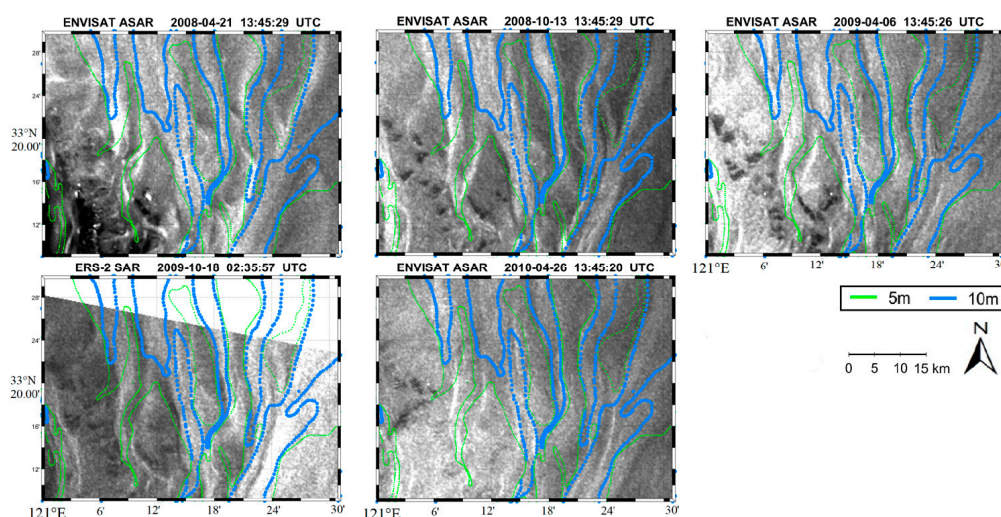 ENVISAT ASAR 2008-04-21 13:45:29 UTC
ENVISAT ASAR 2008-10-13 13:45:29 UTC
ENVISAT ASAR 2009-04-06 13:45:26 UTC
28'
24'
33°N
20.00'
16'
12'
121°E 6' 12' 18' 24' 30'
ERS-2 SAR 2009-10-18 02:35:57 UTC
ENVISAT ASAR 2010-04-26 13:45:20 UTC
28'
24'
33°N
20.00'
16'
12'
121°E 6' 12' 18' 24' 30'
121°E 6' 12' 18' 24' 30'
5m 10m
N
0 5 10 15 km